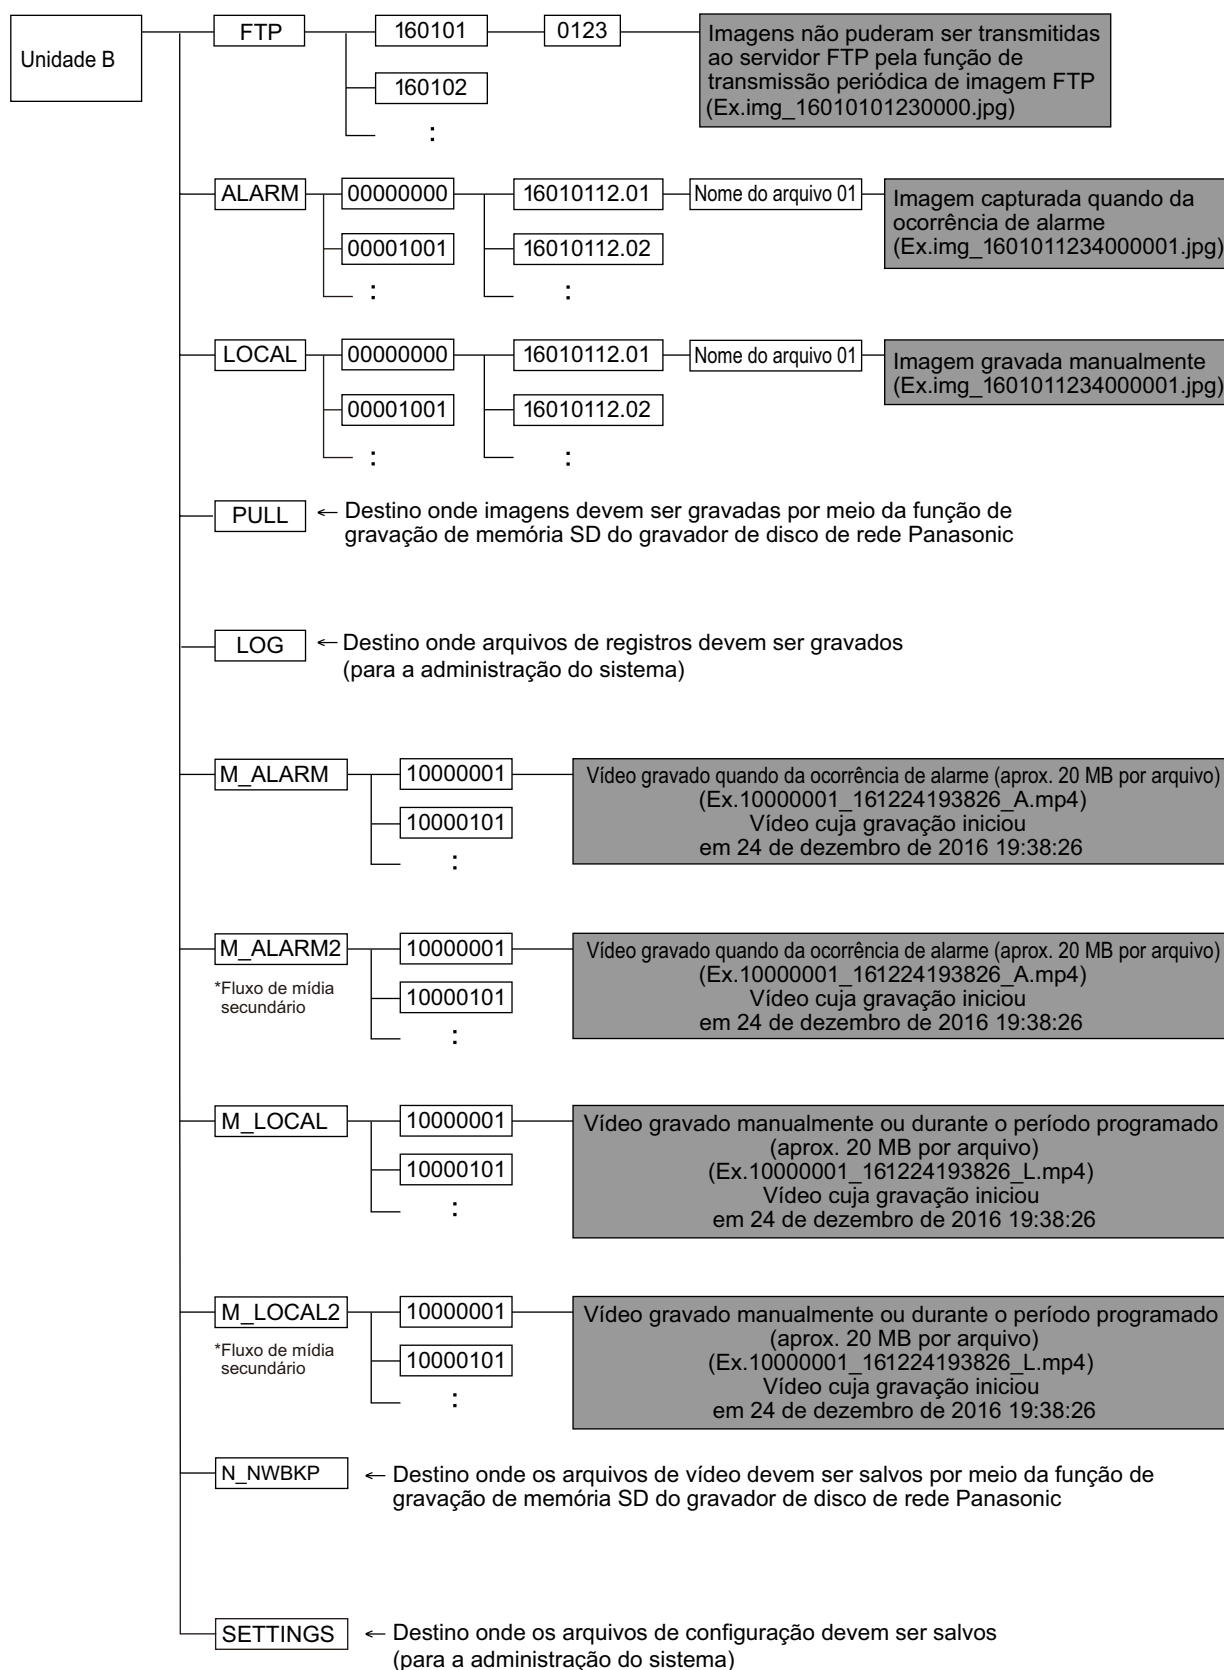 Unidade B
FTP
160101
0123
Imagens não puderam ser transmitidas
ao servidor FTP pela função de
transmissão periódica de imagem FTP
(Ex.img_16010101230000.jpg)
160102
:
ALARM
00000000
16010112.01
Nome do arquivo 01
Imagem capturada quando da
ocorrência de alarme
(Ex.img_1601011234000001.jpg)
00001001
16010112.02
:
:
LOCAL
00000000
16010112.01
Nome do arquivo 01
Imagem gravada manualmente
(Ex.img_1601011234000001.jpg)
00001001
16010112.02
:
:
PULL
← Destino onde imagens devem ser gravadas por meio da função de
gravação de memória SD do gravador de disco de rede Panasonic
LOG
← Destino onde arquivos de registros devem ser gravados
(para a administração do sistema)
M_ALARM
10000001
Vídeo gravado quando da ocorrência de alarme (aprox. 20 MB por arquivo)
(Ex.10000001_161224193826_A.mp4)
Vídeo cuja gravação iniciou
em 24 de dezembro de 2016 19:38:26
10000101
:
M_ALARM2
*Fluxo de mídia
secundário
10000001
Vídeo gravado quando da ocorrência de alarme (aprox. 20 MB por arquivo)
(Ex.10000001_161224193826_A.mp4)
Vídeo cuja gravação iniciou
em 24 de dezembro de 2016 19:38:26
10000101
:
M_LOCAL
10000001
Vídeo gravado manualmente ou durante o período programado
(aprox. 20 MB por arquivo)
(Ex.10000001_161224193826_L.mp4)
Vídeo cuja gravação iniciou
em 24 de dezembro de 2016 19:38:26
10000101
:
M_LOCAL2
*Fluxo de mídia
secundário
10000001
Vídeo gravado manualmente ou durante o período programado
(aprox. 20 MB por arquivo)
(Ex.10000001_161224193826_L.mp4)
Vídeo cuja gravação iniciou
em 24 de dezembro de 2016 19:38:26
10000101
:
N_NWBKP
← Destino onde os arquivos de vídeo devem ser salvos por meio da função de
gravação de memória SD do gravador de disco de rede Panasonic
SETTINGS
← Destino onde os arquivos de configuração devem ser salvos
(para a administração do sistema)